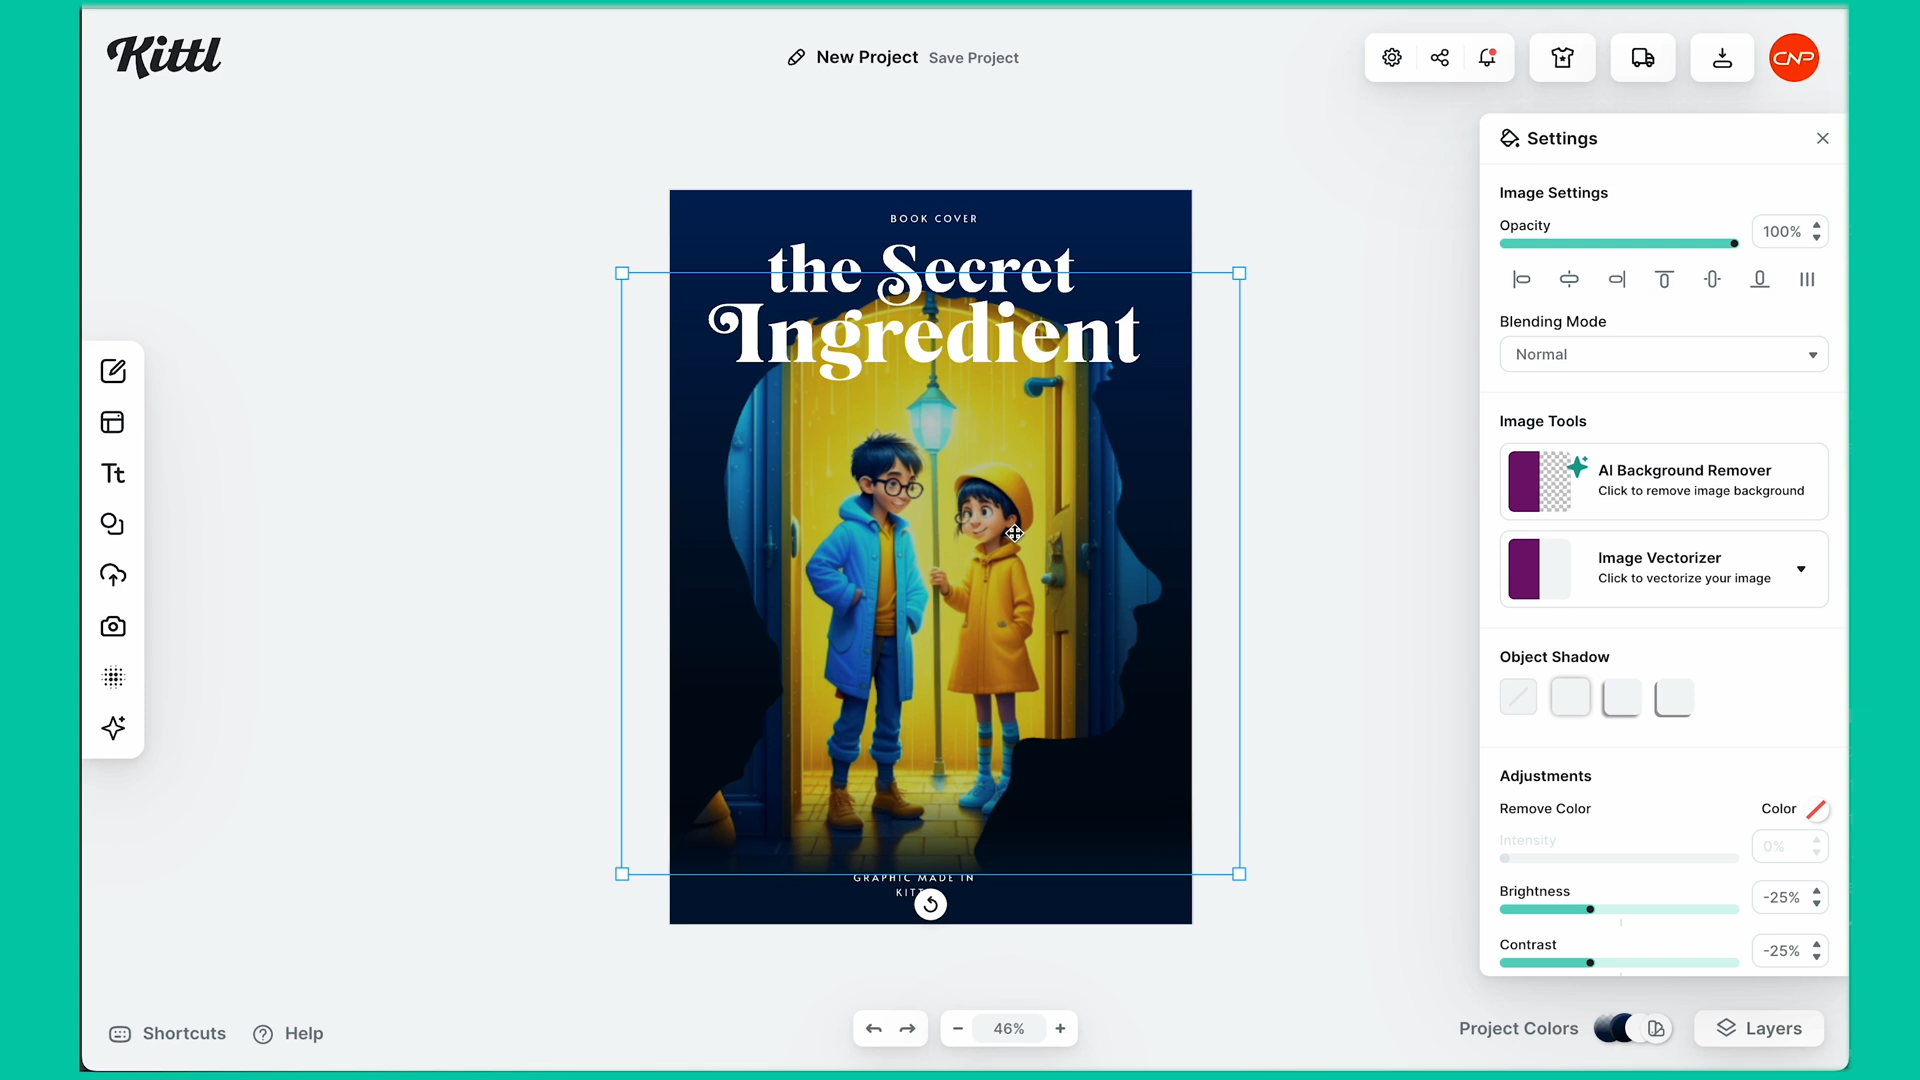 Kittl
New Project Save Project
CNP
Settings
Image Settings
Opacity
100%
Blending Mode
Normal
Image Tools
AI Background Remover
Click to remove image background
Image Vectorizer
Click to vectorize your image
Object Shadow
Adjustments
Remove Color Color
Intensity
0%
Brightness
-25%
Contrast
-25%
BOOK COVER
the Secret
Ingredient
GRAPHIC MADE IN
Tt
Shortcuts Help
46%
Project Colors
Layers